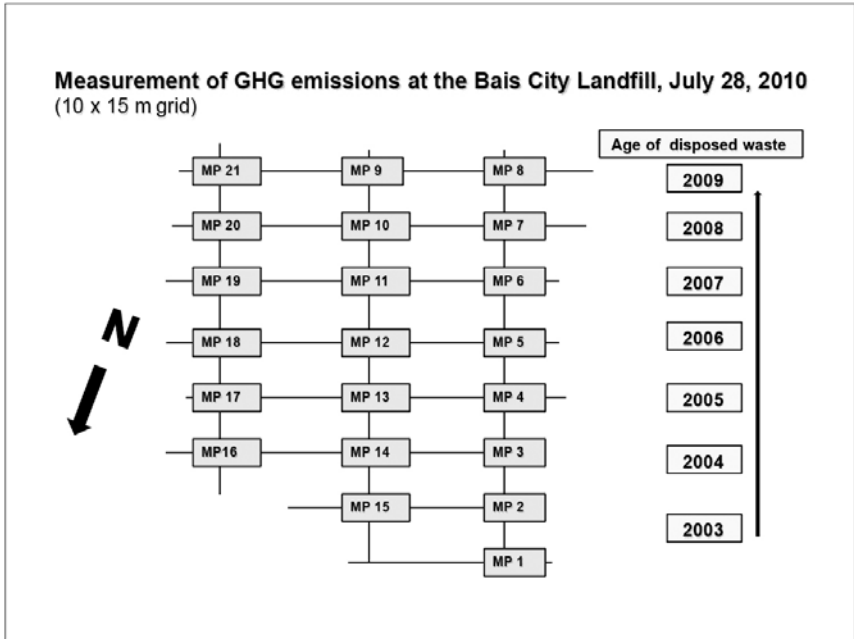 Measurement of GHG emissions at the Bais City Landfill, July 28, 2010
(10 x 15 m grid)
Age of disposed waste
MP 21 MP 9 MP 8 2009
MP 20 MP 10 MP 7 2008
MP 19 MP 11 MP 6 2007
MP 18 MP 12 MP 5 2006
N
MP 17 MP 13 MP 4 2005
MP16 MP 14 MP 3 2004
MP 15 MP 2 2003
MP 1